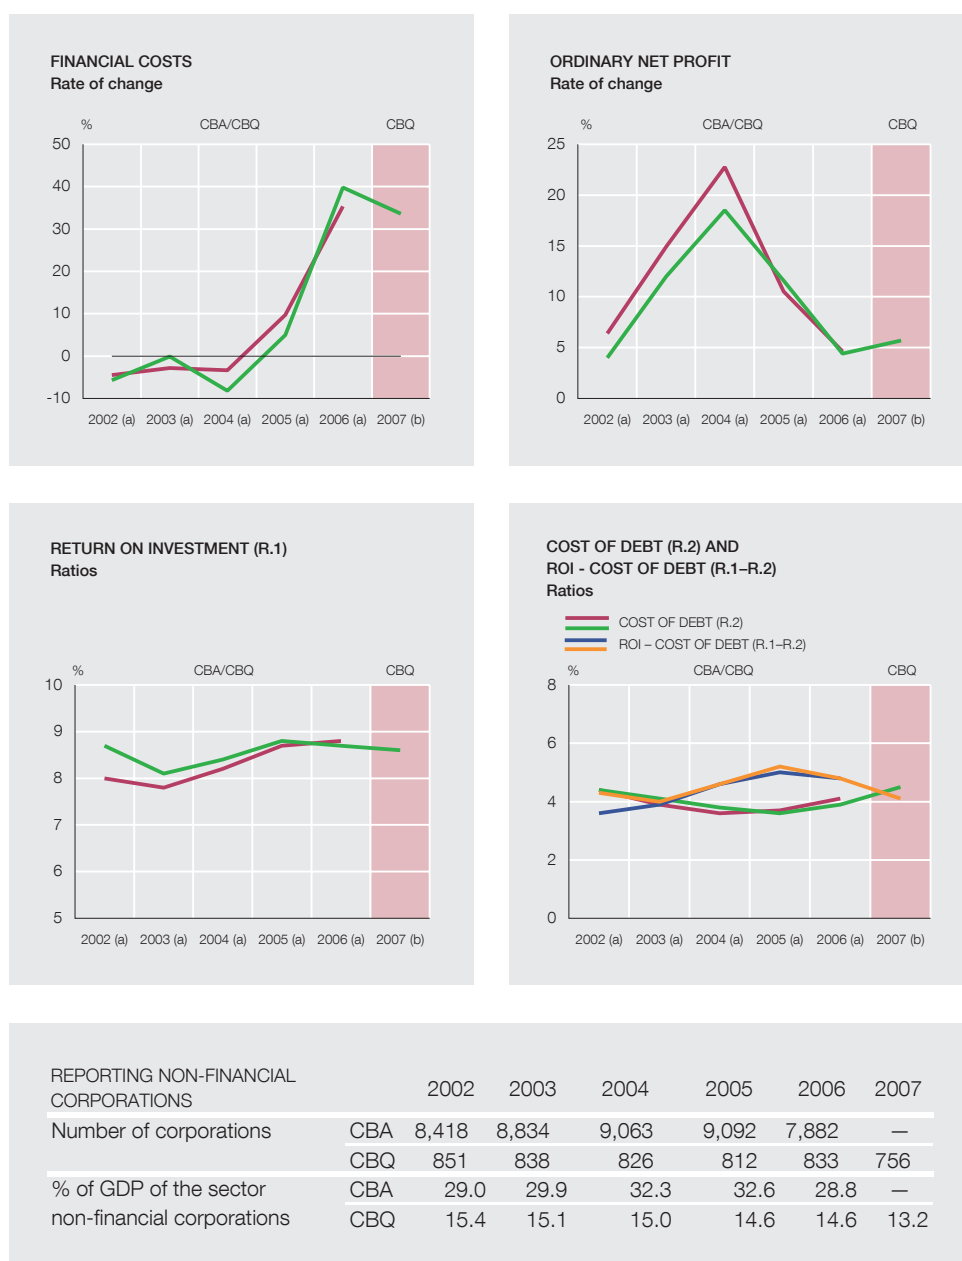 FINANCIAL COSTS
Rate of change
% CBA/CBQ CBQ
50
40
30
20
10
0
-10
2002 (a) 2003 (a) 2004 (a) 2005 (a) 2006 (a) 2007 (b)
ORDINARY NET PROFIT
Rate of change
% CBA/CBQ CBQ
25
20
15
10
5
0
2002 (a) 2003 (a) 2004 (a) 2005 (a) 2006 (a) 2007 (b)
RETURN ON INVESTMENT (R.1)
Ratios
% CBA/CBQ CBQ
10
9
8
7
6
5
2002 (a) 2003 (a) 2004 (a) 2005 (a) 2006 (a) 2007 (b)
COST OF DEBT (R.2) AND
ROI - COST OF DEBT (R.1–R.2)
Ratios
COST OF DEBT (R.2)
ROI – COST OF DEBT (R.1–R.2)
% CBA/CBQ CBQ
8
6
4
2
0
2002 (a) 2003 (a) 2004 (a) 2005 (a) 2006 (a) 2007 (b)
REPORTING NON-FINANCIAL
CORPORATIONS
2002 2003 2004 2005 2006 2007
Number of corporations CBA 8,418 8,834 9,063 9,092 7,882 —
CBQ 851 838 826 812 833 756
% of GDP of the sector CBA 29.0 29.9 32.3 32.6 28.8 —
non-financial corporations CBQ 15.4 15.1 15.0 14.6 14.6 13.2